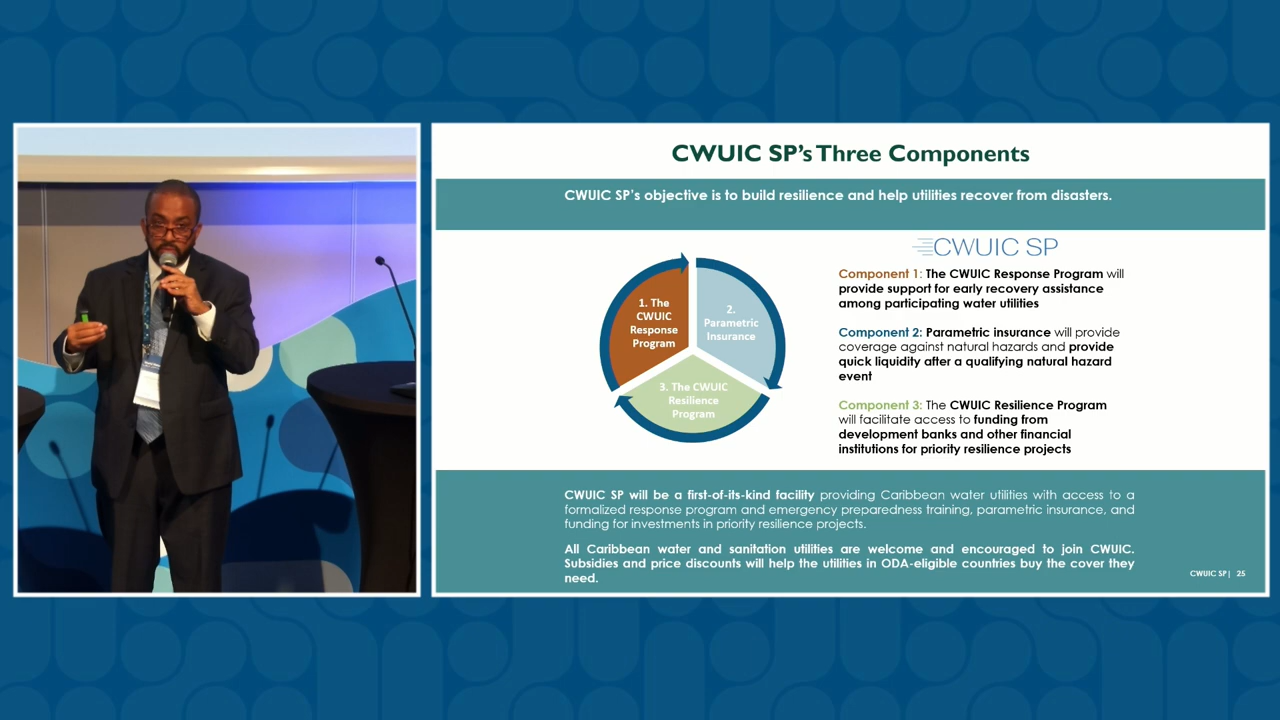 CWUIC SP's Three Components
CWUIC SP's objective is to build resilience and help utilities recover from disasters.
1. The
CWUIC
Response
Program
2.
Parametric
Insurance
3. The CWUIC
Resilience
Program
CWUIC SP
Component 1: The CWUIC Response Program will
provide support for early recovery assistance
among participating water utilities
Component 2: Parametric insurance will provide
coverage against natural hazards and provide
quick liquidity after a qualifying natural hazard
event
Component 3: The CWUIC Resilience Program
will facilitate access to funding from
development banks and other financial
institutions for priority resilience projects
CWUIC SP will be a first-of-its-kind facility providing Caribbean water utilities with access to a
formalized response program and emergency preparedness training, parametric insurance, and
funding for investments in priority resilience projects.
All Caribbean water and sanitation utilities are welcome and encouraged to join CWUIC.
Subsidies and price discounts will help the utilities in ODA-eligible countries buy the cover they
need.
CWUIC SP| 25